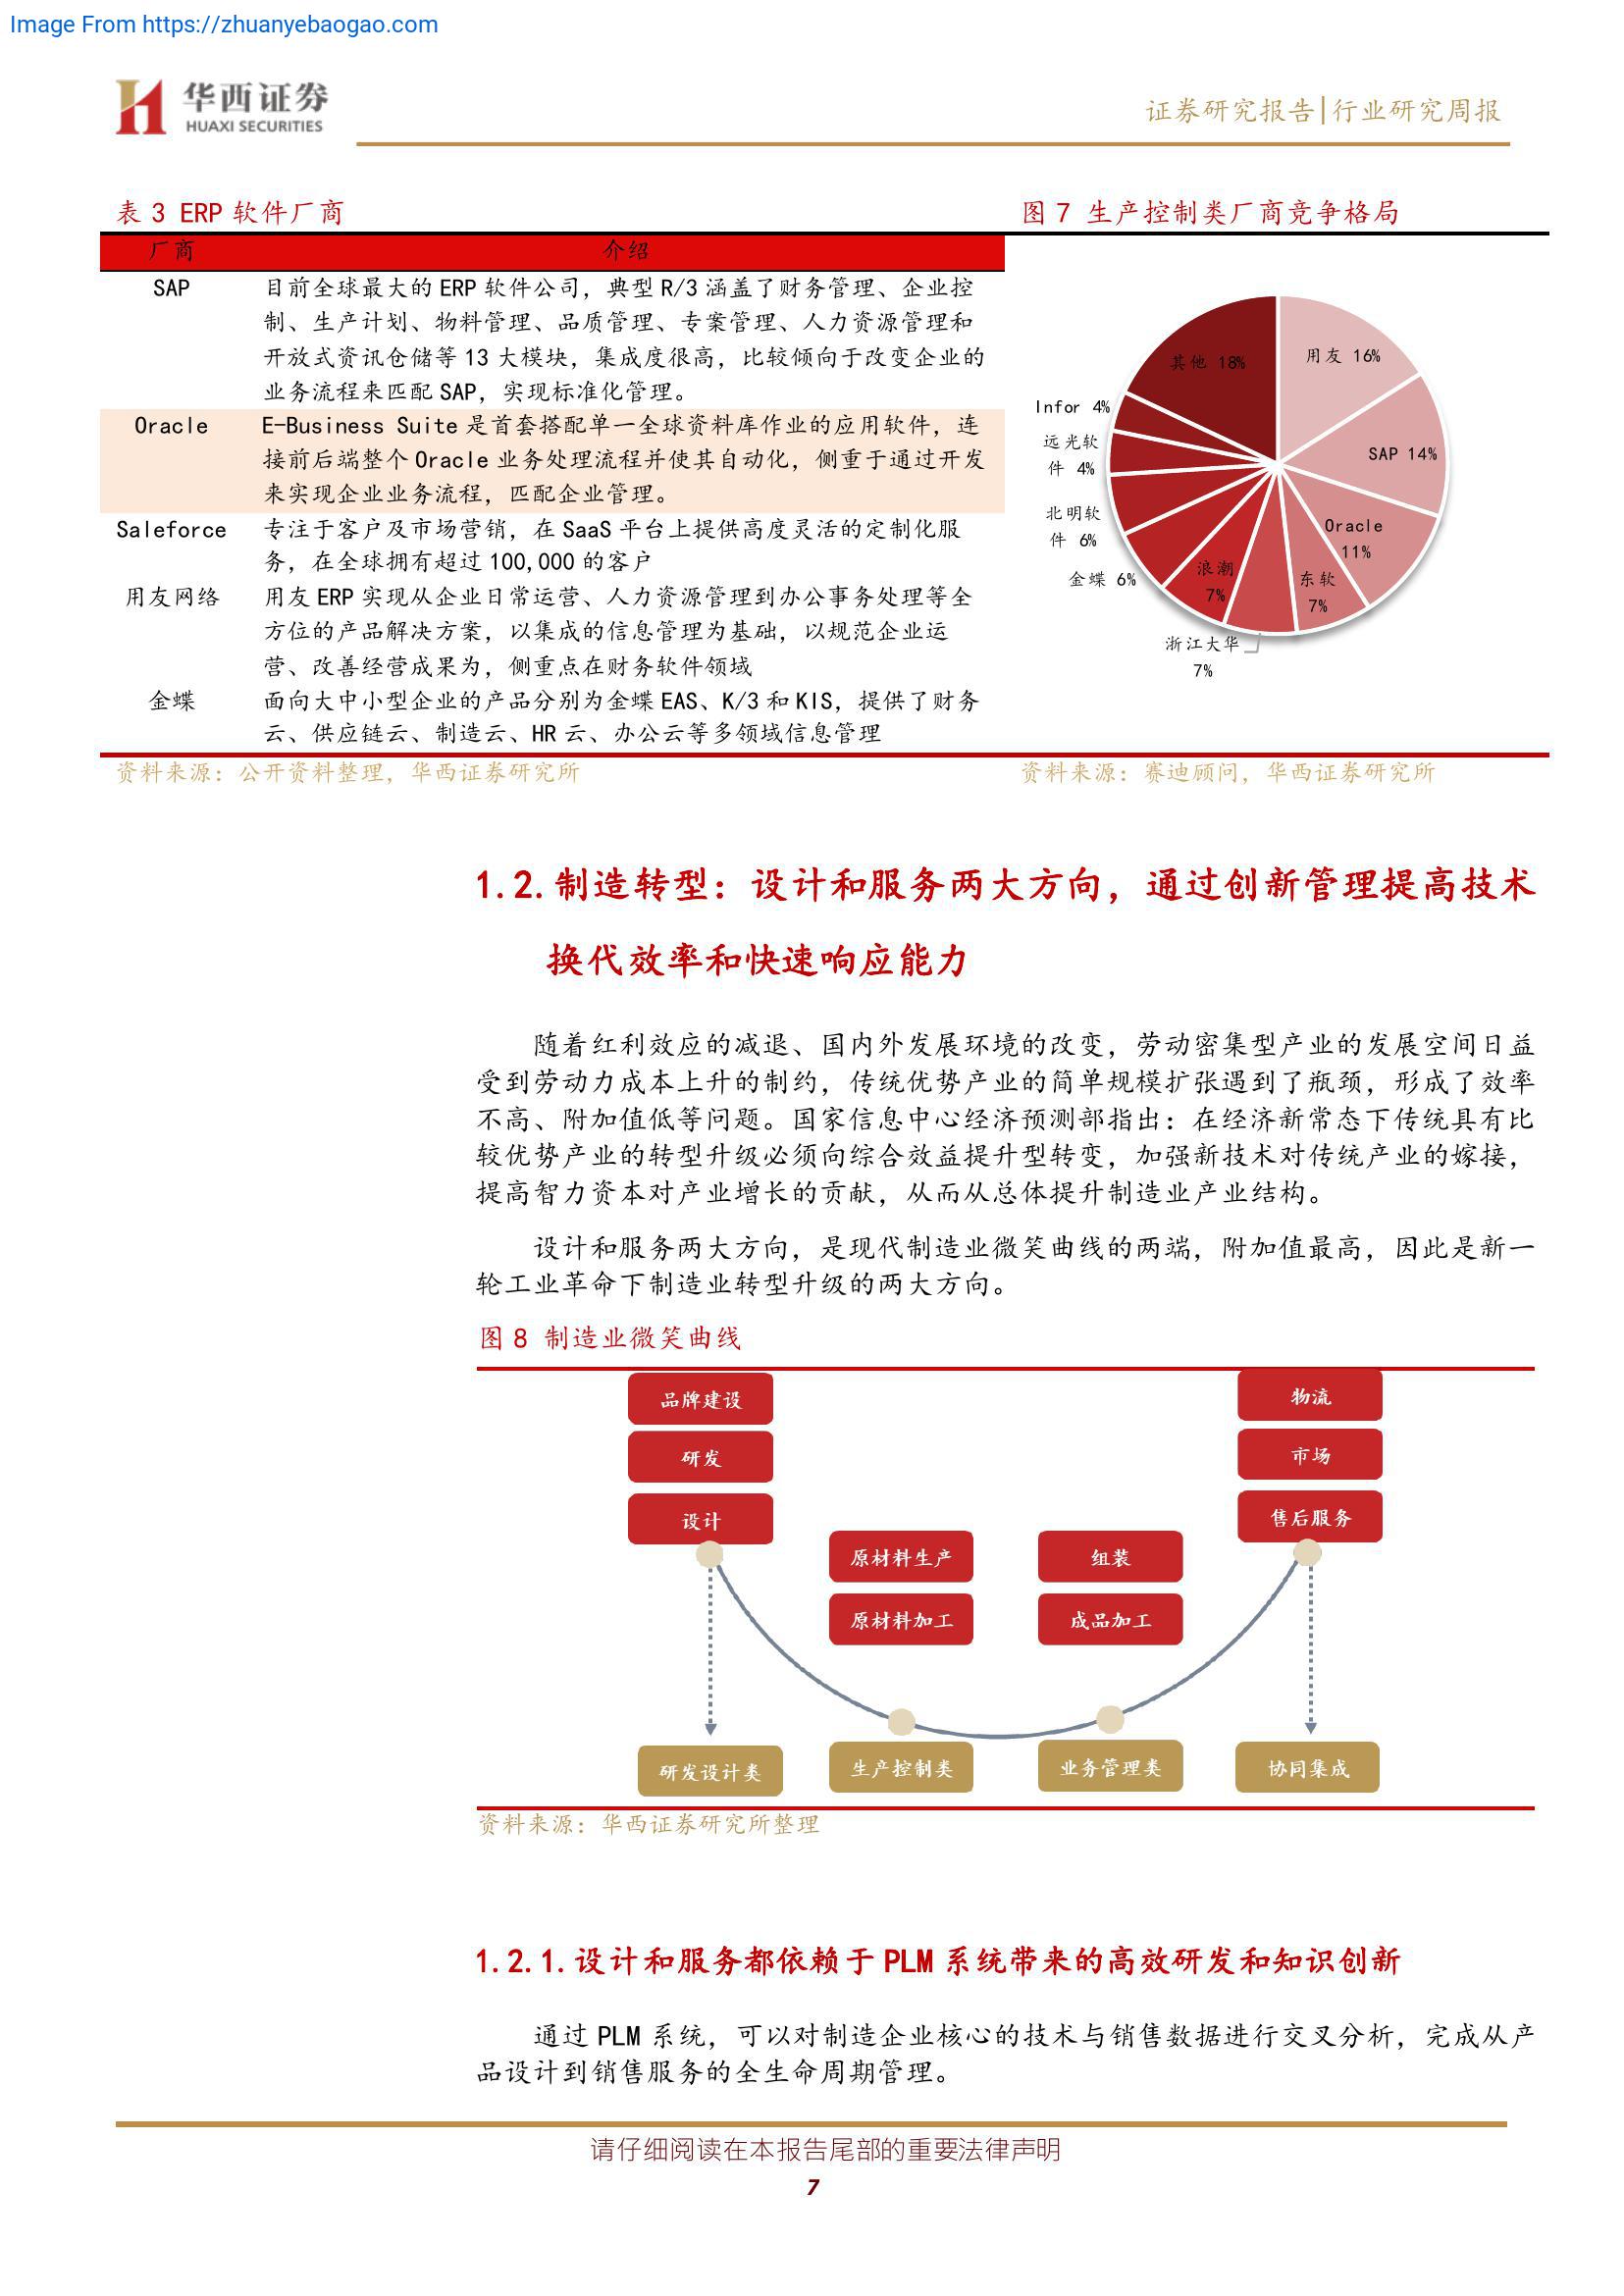 Image From https://zhuanyebaogao.com
华西证券
HUAXI SECURITIES
证券研究报告|行业研究周报
表 3 ERP 软件厂商
厂商 介绍
SAP 目前全球最大的 ERP 软件公司，典型 R/3 涵盖了财务管理、企业控
制、生产计划、物料管理、品质管理、专案管理、人力资源管理和
开放式资讯仓储等 13 大模块，集成度很高，比较倾向于改变企业的
业务流程来匹配 SAP，实现标准化管理。
Oracle E-Business Suite 是首套搭配单一全球资料库作业的应用软件，连
接前后端整个 Oracle 业务处理流程并使其自动化，侧重于通过开发
来实现企业业务流程，匹配企业管理。
Saleforce 专注于客户及市场营销，在 SaaS 平台上提供高度灵活的定制化服
务，在全球拥有超过 100,000 的客户
用友网络 用友 ERP 实现从企业日常运营、人力资源管理到办公事务处理等全
方位的产品解决方案，以集成的信息管理为基础，以规范企业运
营、改善经营成果为，侧重点在财务软件领域
金蝶 面向大中小型企业的产品分别为金蝶 EAS、K/3 和 KIS，提供了财务
云、供应链云、制造云、HR 云、办公云等多领域信息管理
资料来源：公开资料整理，华西证券研究所
图 7 生产控制类厂商竞争格局
其他 18%
用友 16%
Infor 4%
远光软
件 4%
SAP 14%
北明软
件 6%
Oracle
11%
金蝶 6%
浪潮
7%
东软
7%
浙江大华
7%
资料来源：赛迪顾问，华西证券研究所
1.2.制造转型：设计和服务两大方向，通过创新管理提高技术
换代效率和快速响应能力
随着红利效应的减退、国内外发展环境的改变，劳动密集型产业的发展空间日益
受到劳动力成本上升的制约，传统优势产业的简单规模扩张遇到了瓶颈，形成了效率
不高、附加值低等问题。国家信息中心经济预测部指出：在经济新常态下传统具有比
较优势产业的转型升级必须向综合效益提升型转变，加强新技术对传统产业的嫁接，
提高智力资本对产业增长的贡献，从而从总体提升制造业产业结构。
设计和服务两大方向，是现代制造业微笑曲线的两端，附加值最高，因此是新一
轮工业革命下制造业转型升级的两大方向。
图 8 制造业微笑曲线
品牌建设
物流
研发
市场
设计
售后服务
原材料生产
组装
原材料加工
成品加工
研发设计类
生产控制类
业务管理类
协同集成
资料来源：华西证券研究所整理
1.2.1.设计和服务都依赖于 PLM 系统带来的高效研发和知识创新
通过 PLM 系统，可以对制造企业核心的技术与销售数据进行交叉分析，完成从产
品设计到销售服务的全生命周期管理。
请仔细阅读在本报告尾部的重要法律声明
7